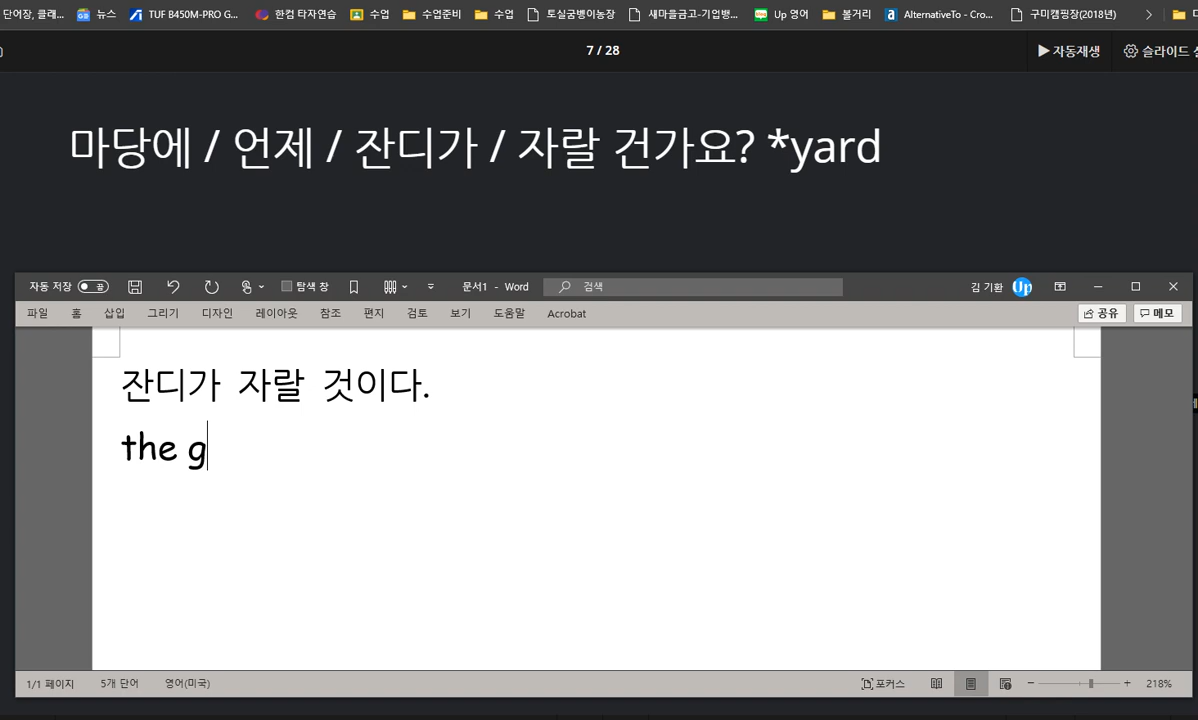 단어장, 클래... 뉴스 TUF B450M-PRO G... 한컴 타자연습 수업 수업준비 수업 토실굼벵이농장 새마을금고-기업뱅... Up 영어 볼거리 AlternativeTo - Cro... 구미캠핑장(2018년)
7 / 28 자동재생 슬라이드
마당에 / 언제 / 잔디가 / 자랄 건가요? *yard
자동 저장 끔 탐색 창 문서1 - Word 검색 김 기환 Up
파일 홈 삽입 그리기 디자인 레이아웃 참조 편지 검토 보기 도움말 Acrobat 공유 메모
잔디가 자랄 것이다.
the g
1/1 페이지 5개 단어 영어(미국) 포커스 218%